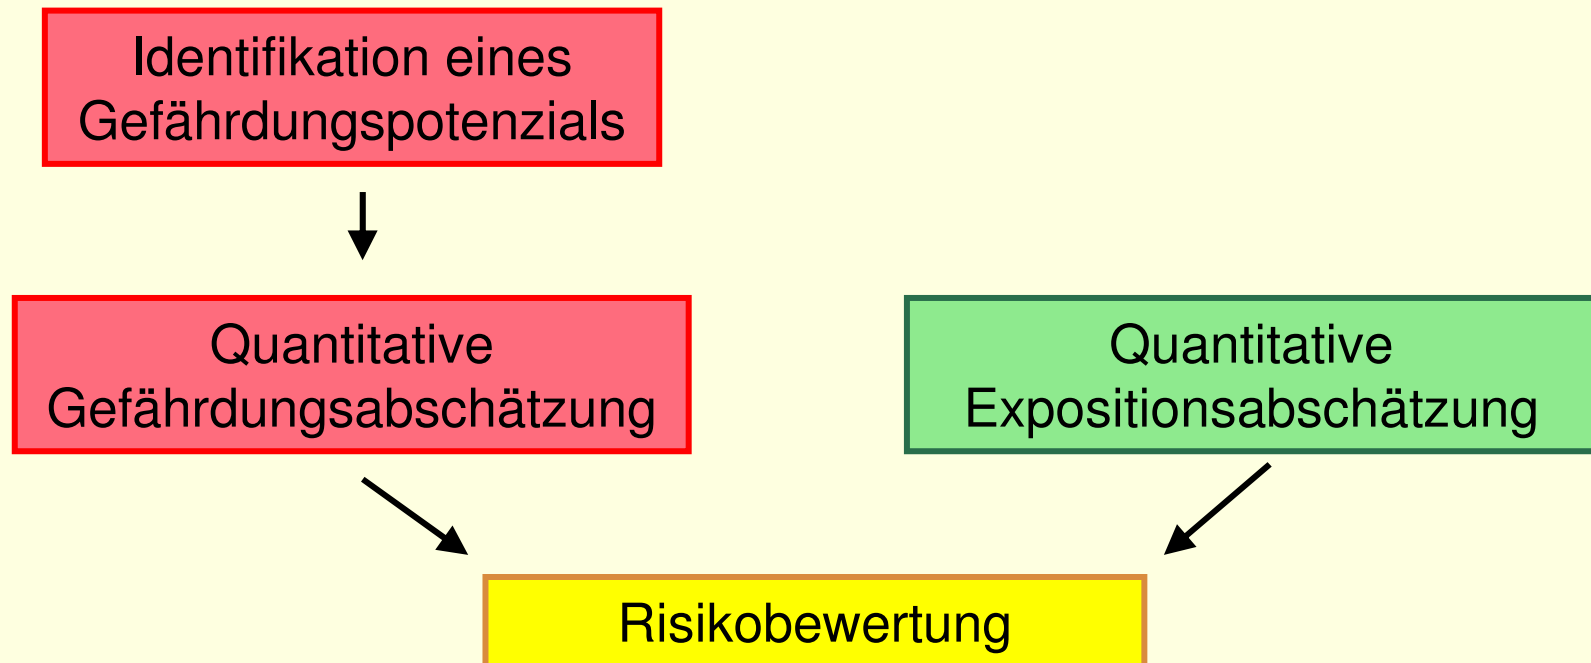 Identifikation eines
Gefährdungspotenzials
Quantitative
Gefährdungsabschätzung
Quantitative
Expositionsabschätzung
Risikobewertung